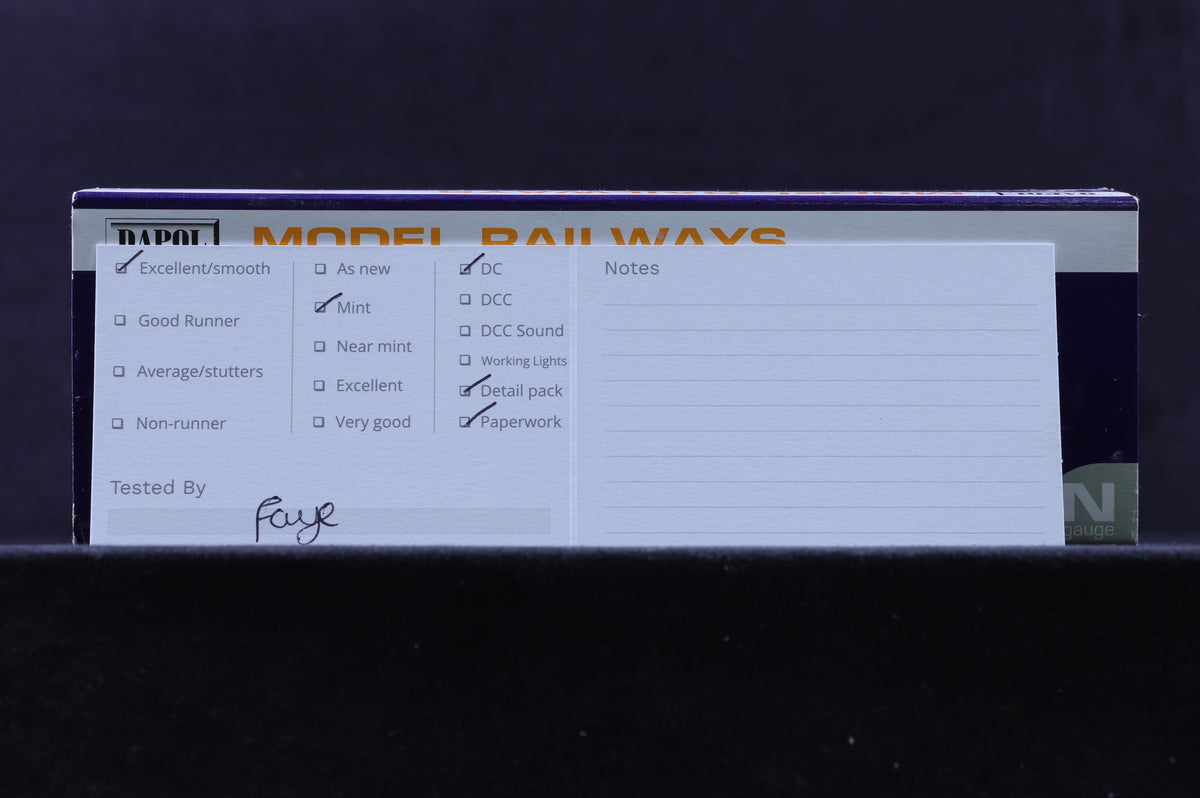 DAPOL MODEL RAILWAYS
Excellent/smooth
Good Runner
Average/stutters
Non-runner
As new
Mint
Near mint
Excellent
Very good
DC
DCC
DCC Sound
Working Lights
Detail pack
Paperwork
Notes
Tested By
Faye
N
gauge